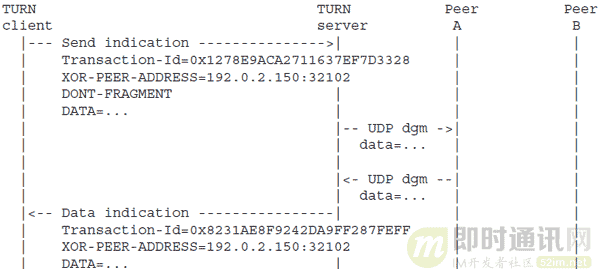 TURN TURN Peer Peer
client server A B
|--- Send indication --------------->| | |
| Transaction-Id=0x1278E9ACA2711637EF7D3328 | |
| XOR-PEER-ADDRESS=192.0.2.150:32102 | |
| DONT-FRAGMENT | | |
| DATA=... | | |
| |-- UDP dgm ->| |
| | data=... | |
| |<- UDP dgm --| |
| | data=... | |
|<-- Data indication ----------------| | |
| Transaction-Id=0x8231AE8F9242DA9FF287FEFF |
| XOR-PEER-ADDRESS=192.0.2.150:32102
| DATA=... |
即时通讯网
IM开发者社区 52im.net